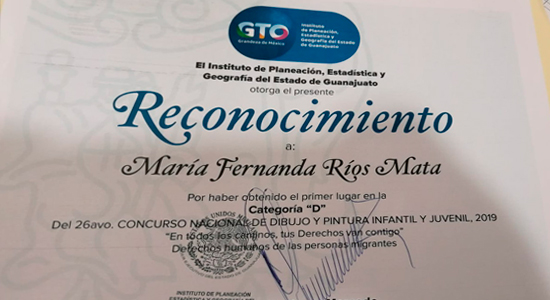 GTO
Grandeza de México
Instituto
de Planeación,
Estadística y
Geografía del Estado
de Guanajuato
El Instituto de Planeación, Estadística y
Geografía del Estado de Guanajuato
otorga el presente
Reconocimiento
a:
María Fernanda Ríos Mata
Por haber obtenido el primer lugar en la
Categoría "D"
Del 26avo. CONCURSO NACIONAL DE DIBUJO Y PINTURA INFANTIL Y JUVENIL, 2019
"En todos los caminos, tus Derechos van contigo"
Derechos humanos de las personas migrantes
INSTITUTO DE PLANEACIÓN